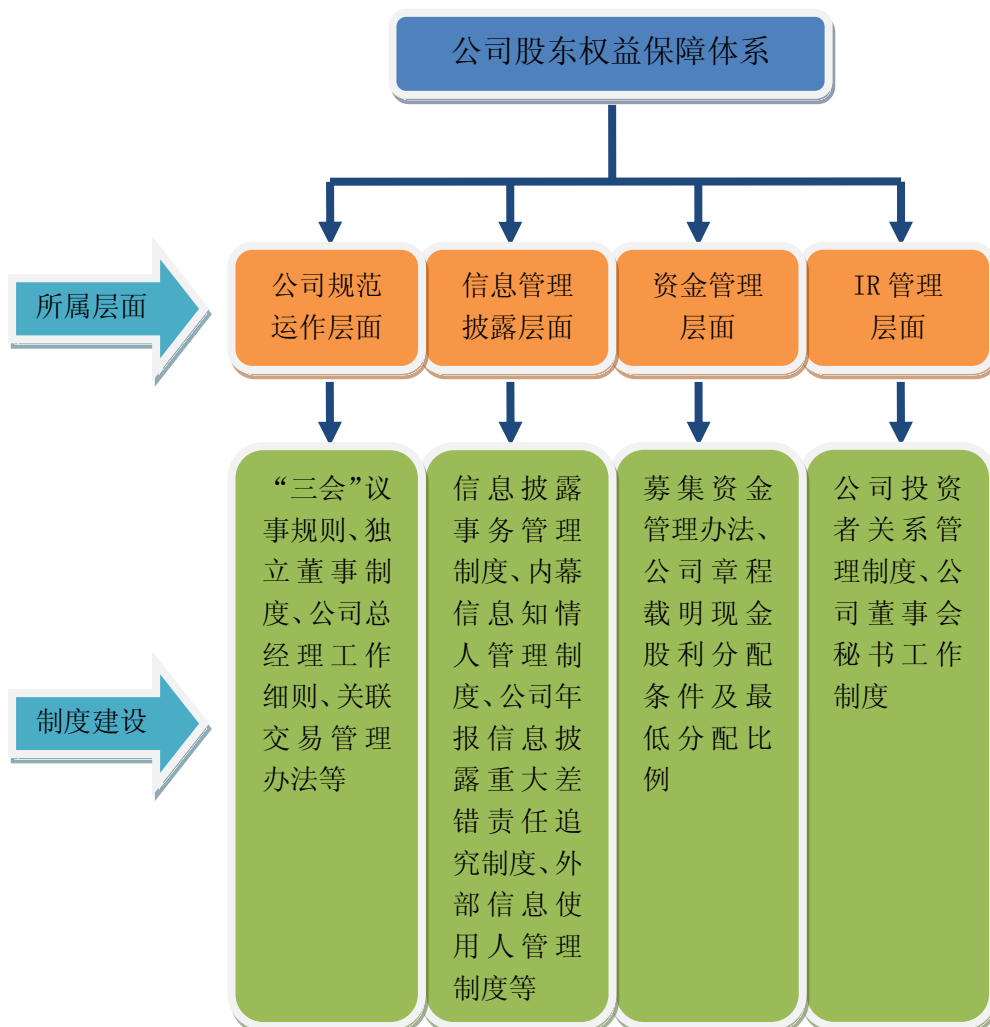 公司股东权益保障体系
所属层面
公司规范
运作层面
信息管理
披露层面
资金管理
层面
IR 管理
层面
制度建设
“三会”议
事规则、独
立董事制
度、公司总
经理工作
细则、关联
交易管理
办法等
信息披露
事务管理
制度、内幕
信息知情
人管理制
度、公司年
报信息披
露重大差
错责任追
究制度、外
部信息使
用人管理
制度等
募集资金
管理办法、
公司章程
载明现金
股利分配
条件及最
低分配比
例
公司投资
者关系管
理制度、公
司董事会
秘书工作
制度